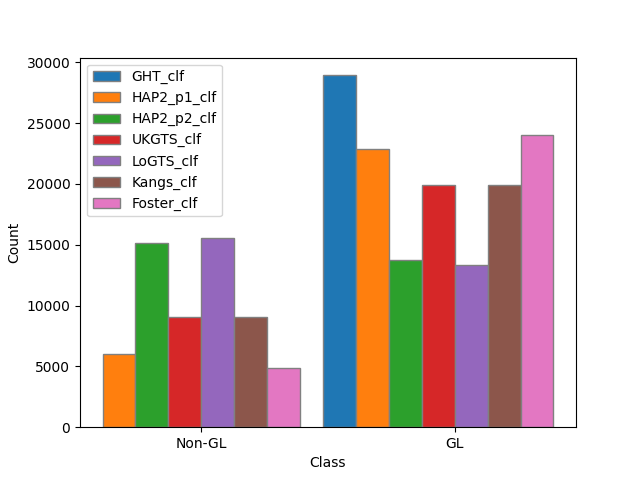 30000
25000
20000
15000
10000
5000
0
Count
GHT_clf
HAP2_p1_clf
HAP2_p2_clf
UKGTS_clf
LoGTS_clf
Kangs_clf
Foster_clf
Non-GL
GL
Class